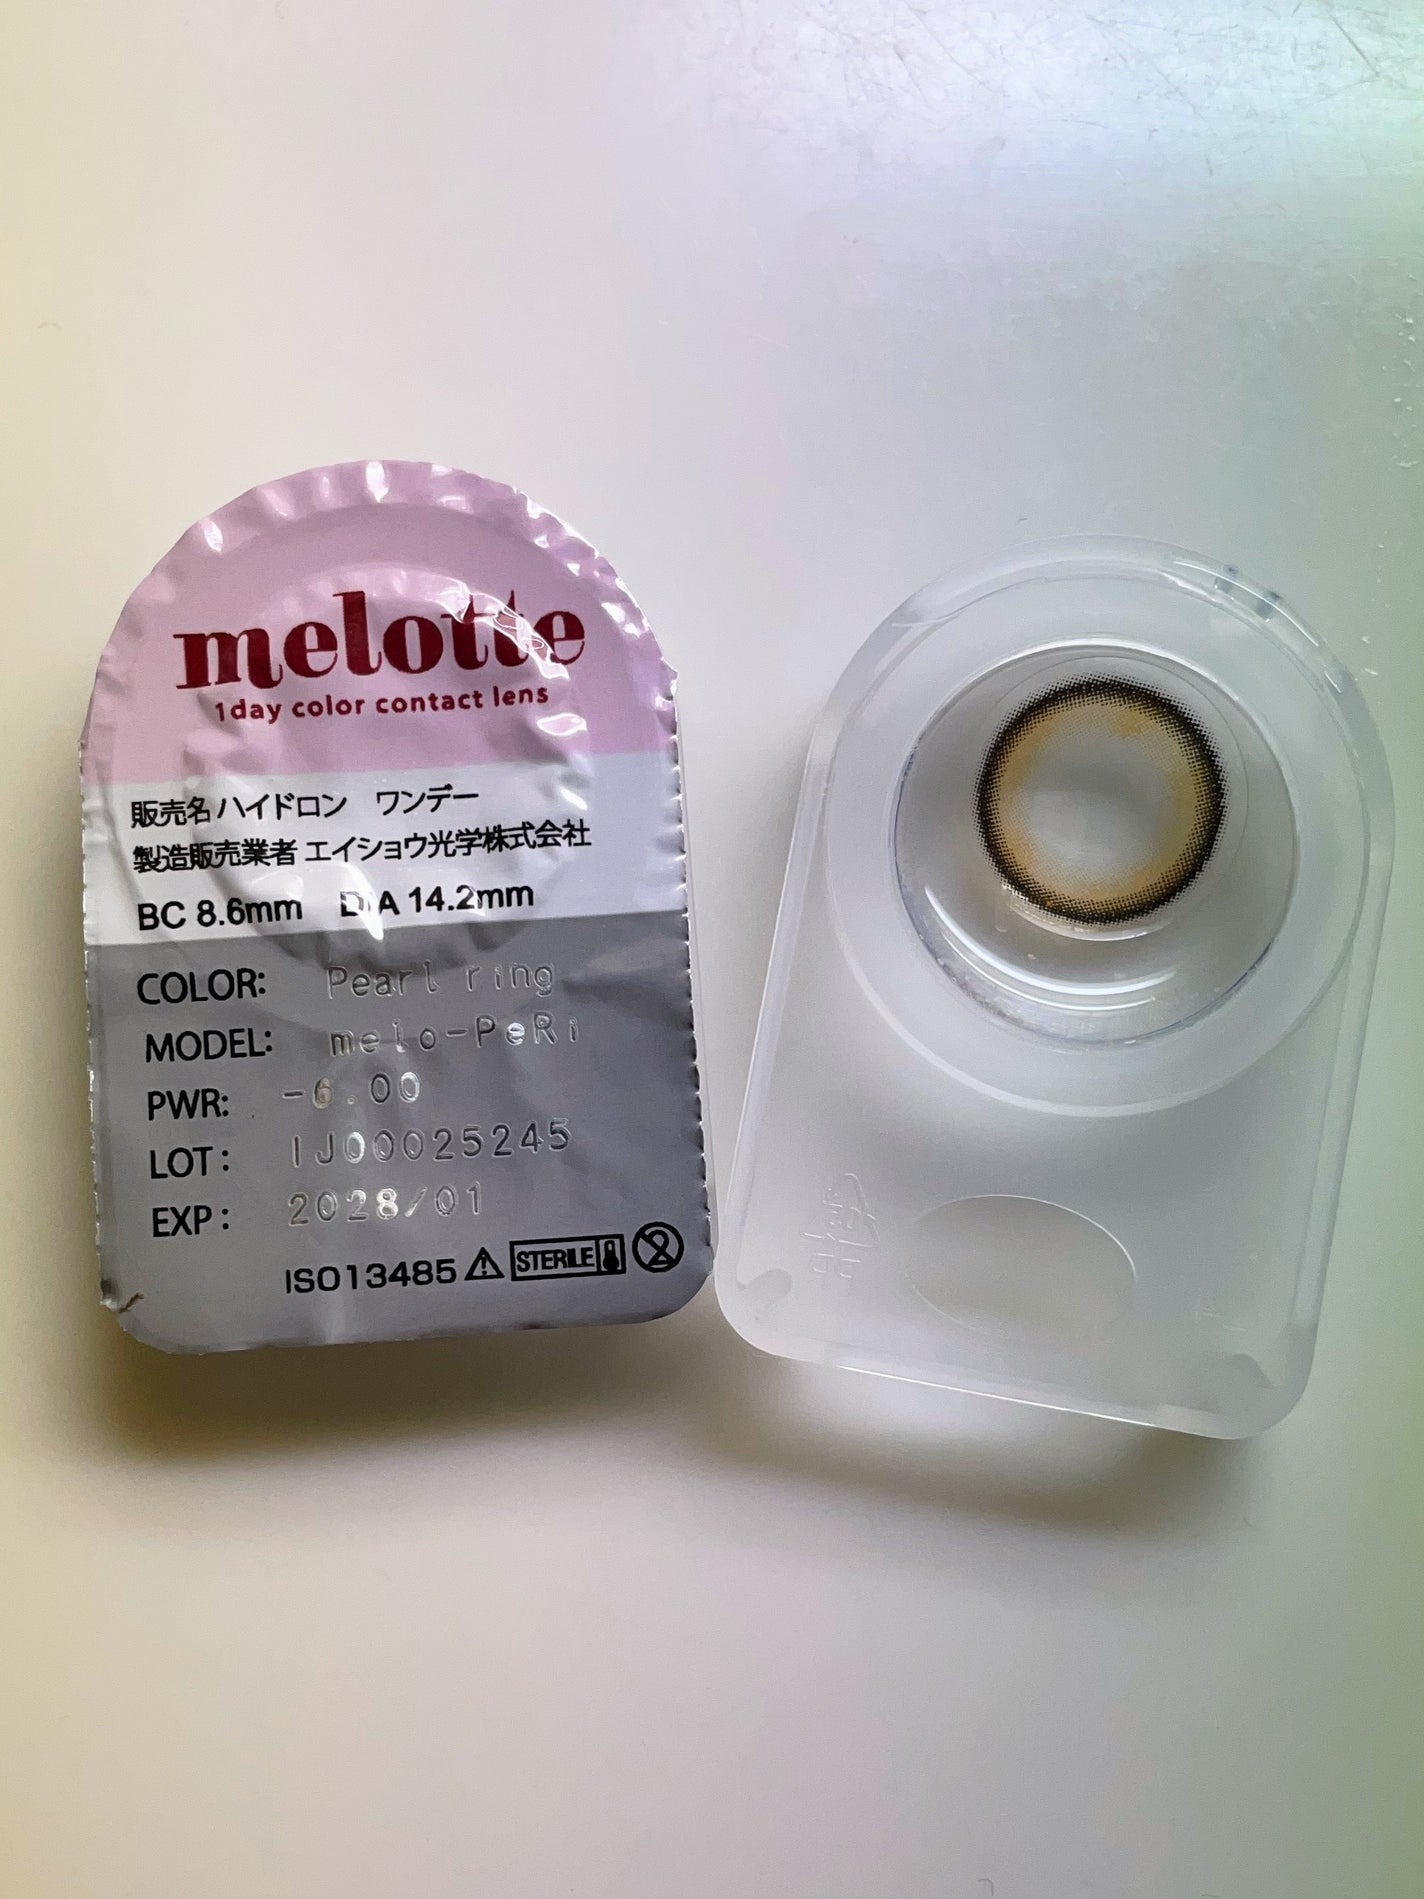 melotte
1day color contact lens
販売名 ハイドロン ワンデー
製造販売業者 エイショウ光学株式会社
BC 8.6mm DIA 14.2mm
COLOR: Pearl ring
MODEL: melo-PeRi
PWR: -6.00
LOT: IJ00025245
EXP: 2028/01
ISO13485 STERILE